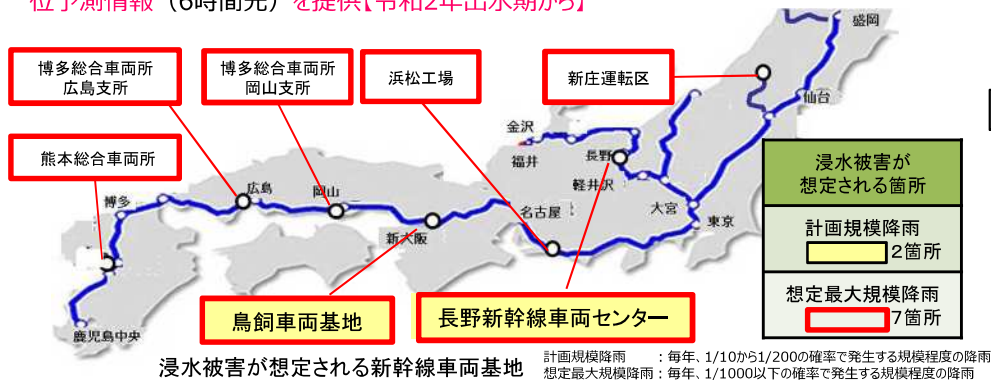 位予測情報（6時間先）を提供【令和2年出水期から】
盛岡
博多総合車両所
広島支所
博多総合車両所
岡山支所
浜松工場
新庄運転区
仙台
金沢
福井
長野
軽井沢
熊本総合車両所
浸水被害が
想定される箇所
広島
岡山
博多
名古屋
大宮
東京
新大阪
計画規模降雨
2箇所
想定最大規模降雨
7箇所
鳥飼車両基地
長野新幹線車両センター
鹿児島中央
浸水被害が想定される新幹線車両基地
計画規模降雨　　：毎年、1/10から1/200の確率で発生する規模程度の降雨
想定最大規模降雨：毎年、1/1000以下の確率で発生する規模程度の降雨